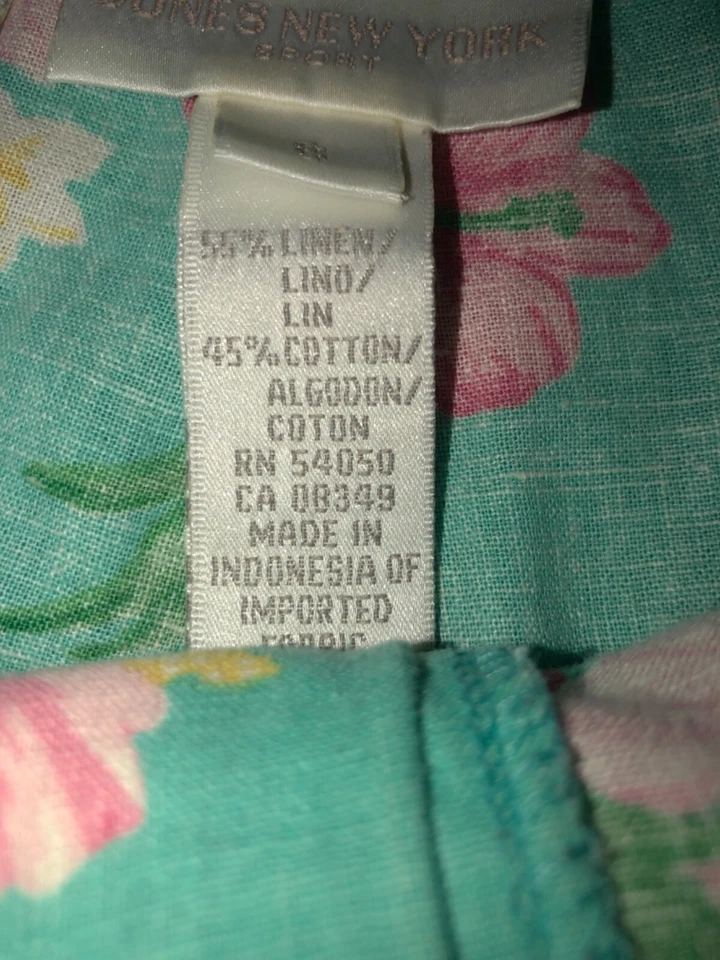 JONES NEW YORK
SPORT
55% LINEN/
LINO/
LIN
45% COTTON/
ALGODON/
COTON
RN 54050
CA 08349
MADE IN
INDONESIA OF
IMPORTED
FABRIC